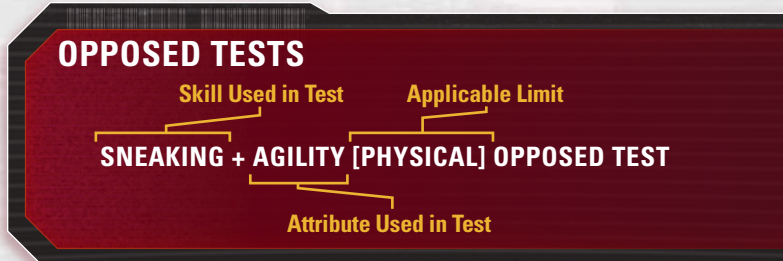 OPPOSED TESTS
Skill Used in Test Applicable Limit
SNEAKING + AGILITY [PHYSICAL] OPPOSED TEST
Attribute Used in Test